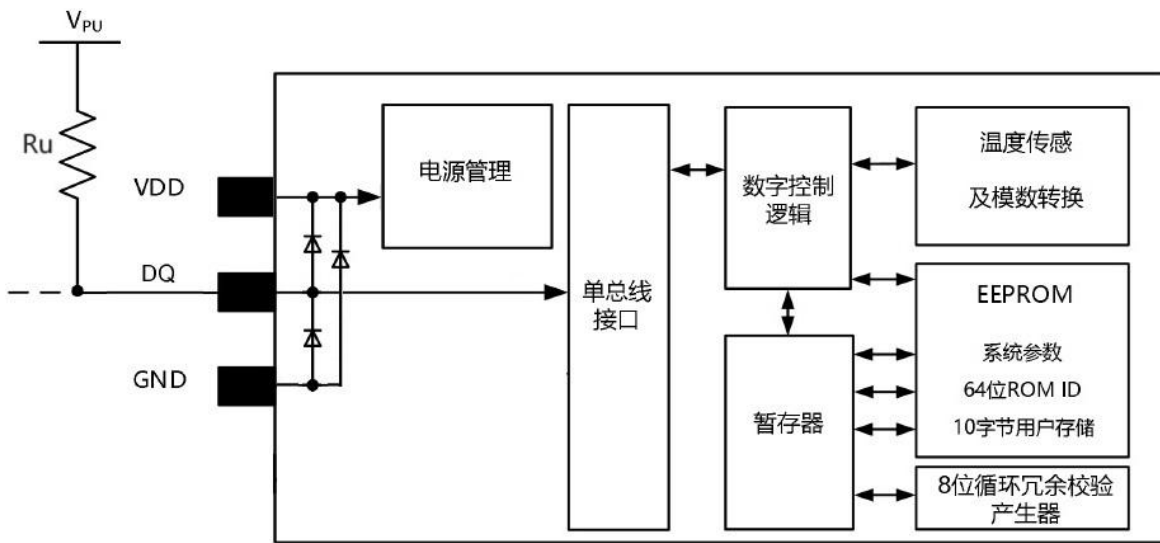 VPU
Ru
VDD
DQ
GND
电源管理
单总线
接口
数字控制
逻辑
暂存器
温度传感
及模数转换
EEPROM
系统参数
64位ROM ID
10字节用户存储
8位循环冗余校验
产生器